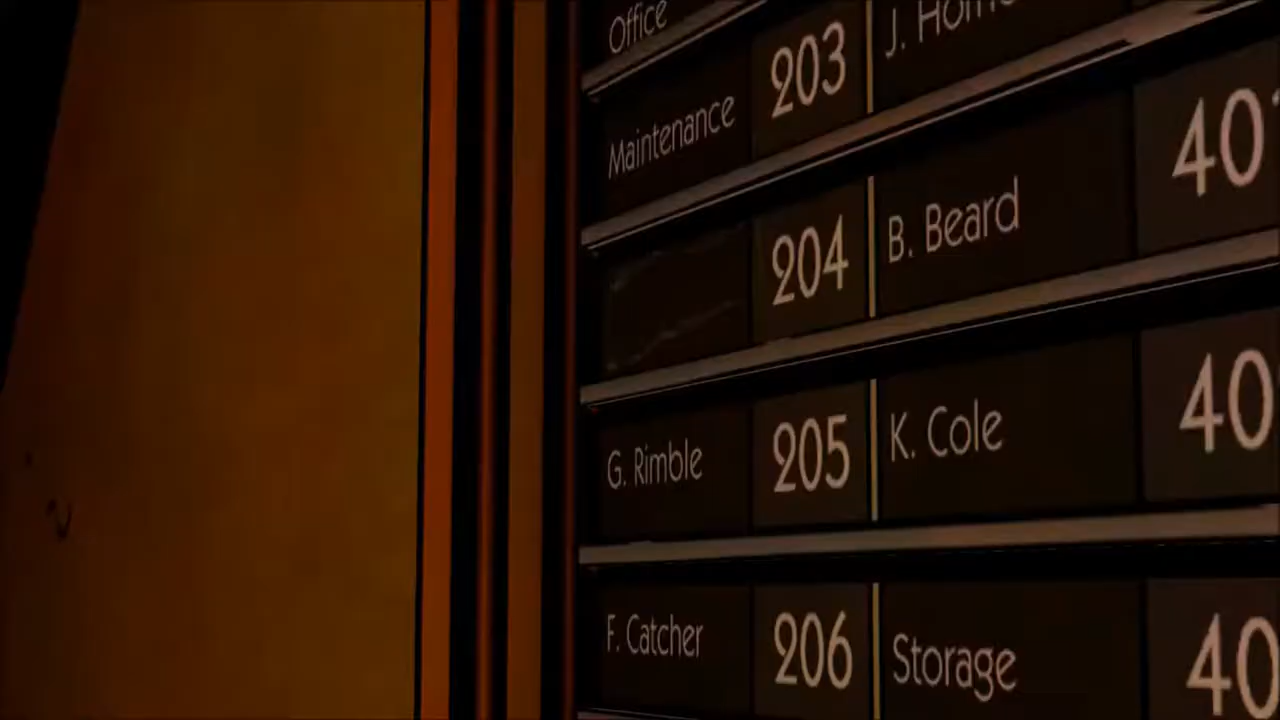 Office
Maintenance 203 J.
204 B. Beard
G. Rimble 205 K. Cole
F. Catcher 206 Storage